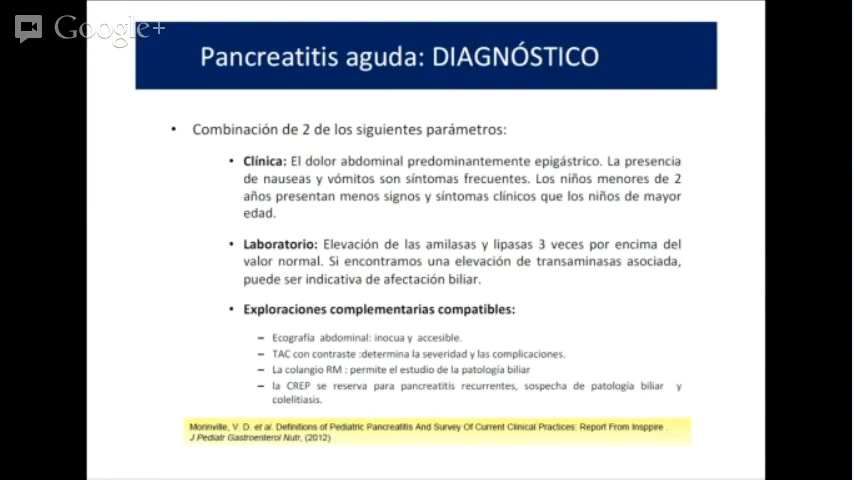 Google+
Pancreatitis aguda: DIAGNÓSTICO
• Combinación de 2 de los siguientes parámetros:
• Clínica: El dolor abdominal predominantemente epigástrico. La presencia
de nauseas y vómitos son síntomas frecuentes. Los niños menores de 2
años presentan menos signos y síntomas clínicos que los niños de mayor
edad.
• Laboratorio: Elevación de las amilasas y lipasas 3 veces por encima del
valor normal. Si encontramos una elevación de transaminasas asociada,
puede ser indicativa de afectación biliar.
• Exploraciones complementarias compatibles:
– Ecografía abdominal: inocua y accesible.
– TAC con contraste :determina la severidad y las complicaciones.
– La colangio RM : permite el estudio de la patología biliar
– la CREP se reserva para pancreatitis recurrentes, sospecha de patología biliar y
colelitiasis.
Morinville, V. D. et al. Definitions of Pediatric Pancreatitis And Survey Of Current Clinical Practices: Report From Insppire .
J Pediatr Gastroenterol Nutr, (2012)